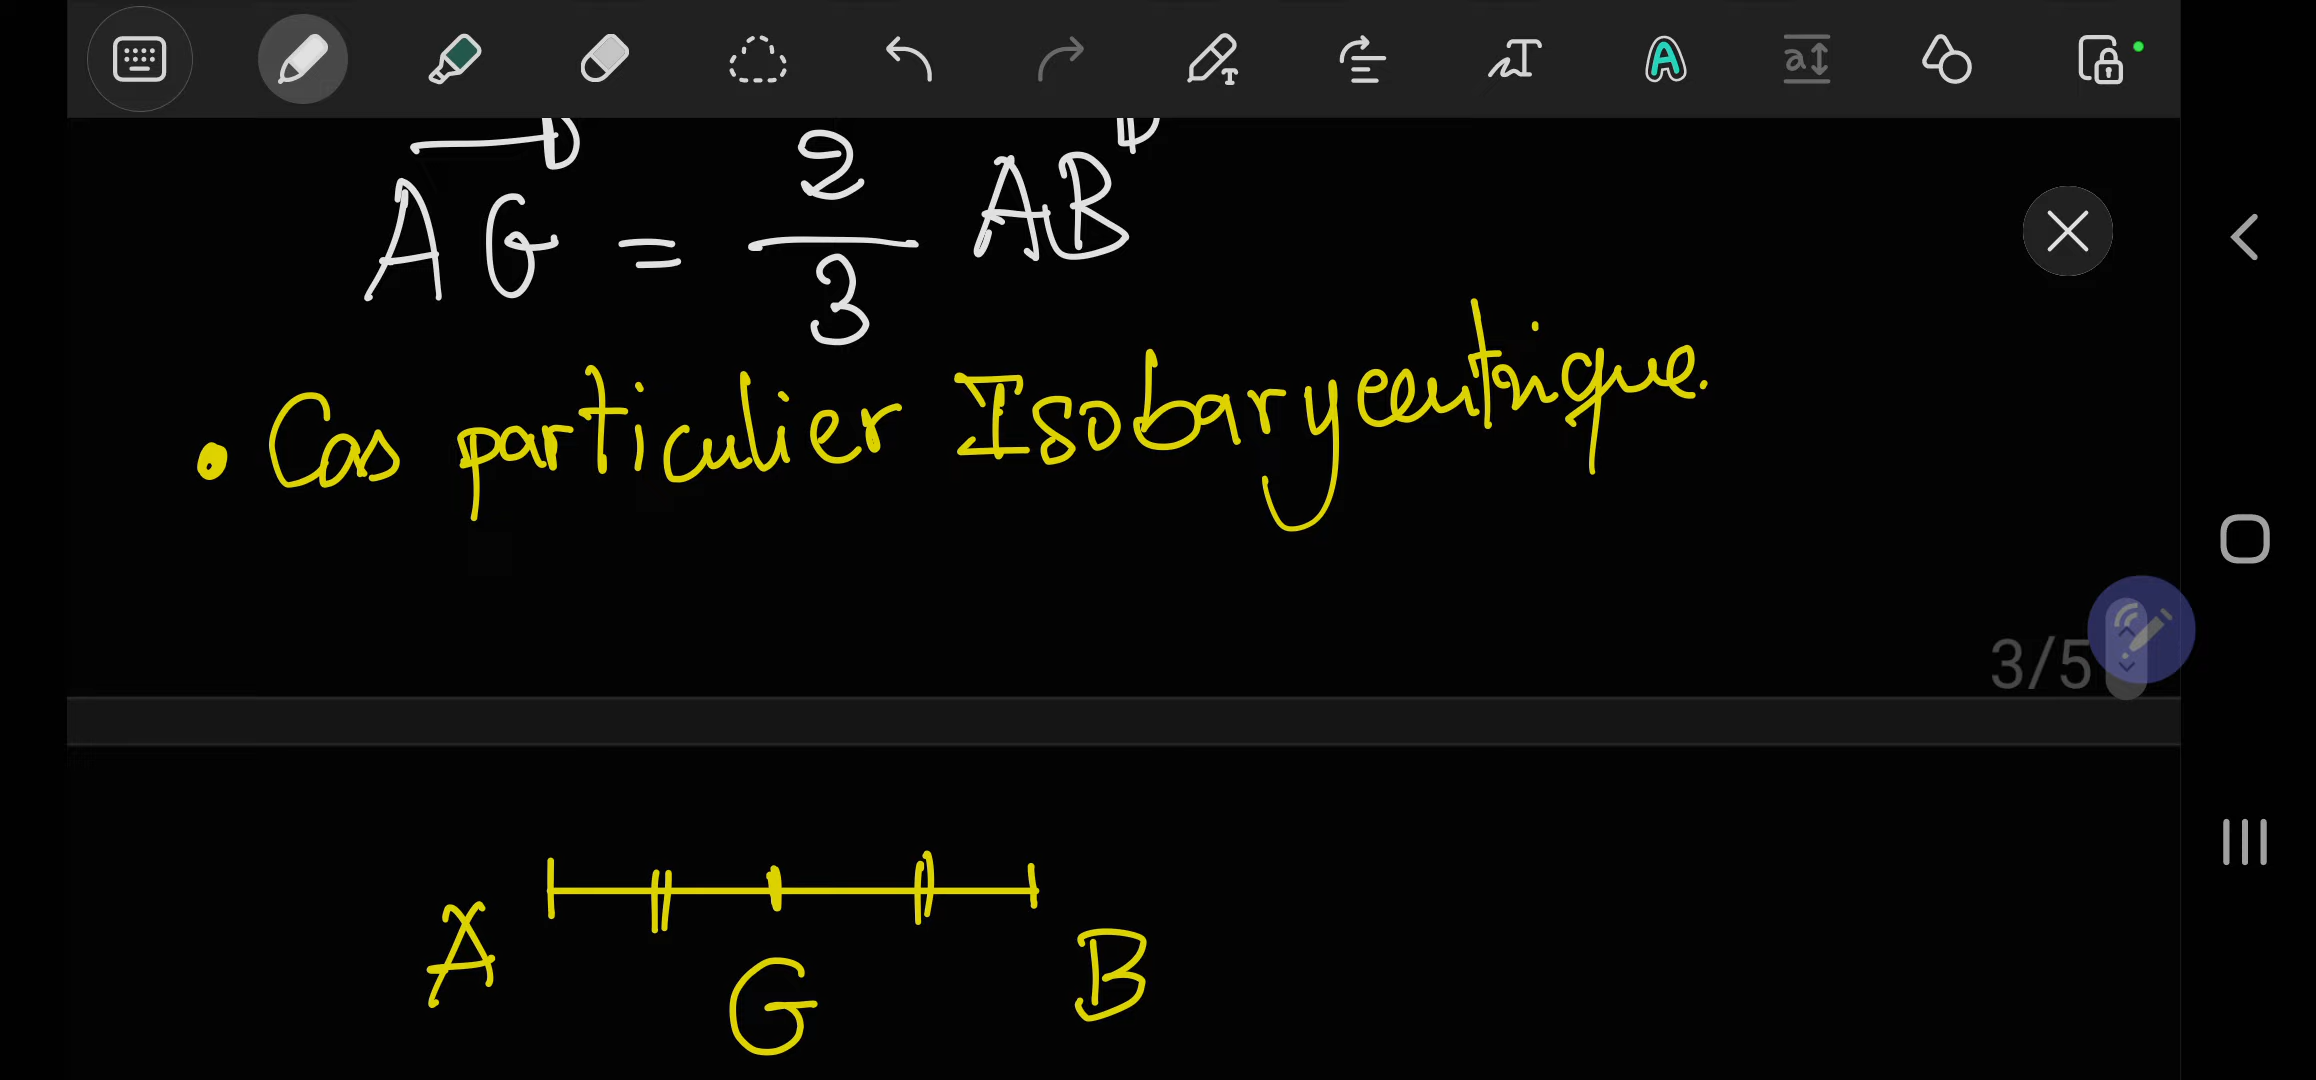 AG = 2/3 AB
• Cas particulier Isobarycentrique.
3/5
A G B